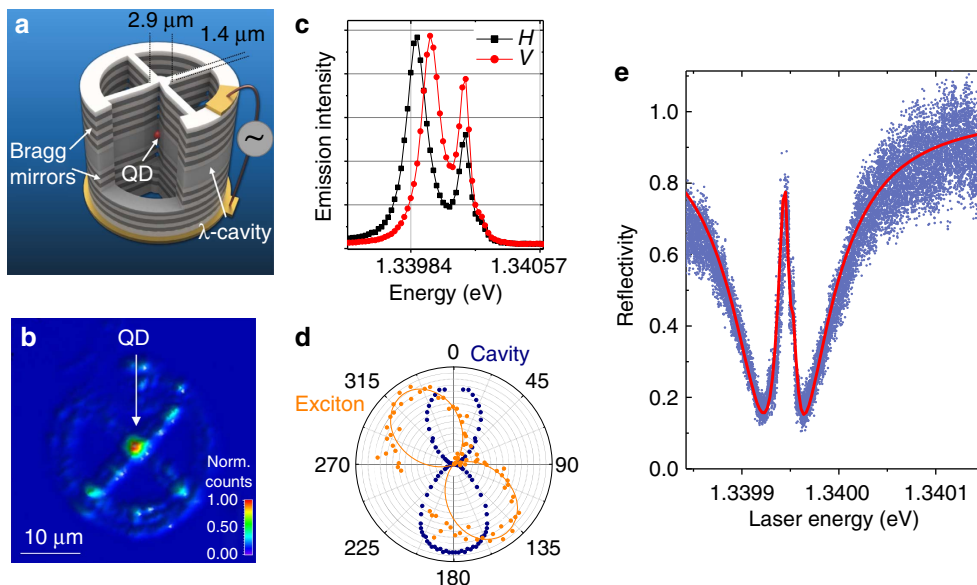 a
2.9 μm
1.4 μm
Bragg
mirrors
QD
~
λ-cavity
b
QD
Norm.
counts
1.00
0.50
0.00
10 μm
c
H
V
Emission intensity
1.33984
1.34057
Energy (eV)
d
0
Cavity
45
315
Exciton
270
90
225
135
180
e
1.0
0.8
0.6
0.4
0.2
0.0
Reflectivity
1.3399
1.3400
1.3401
Laser energy (eV)